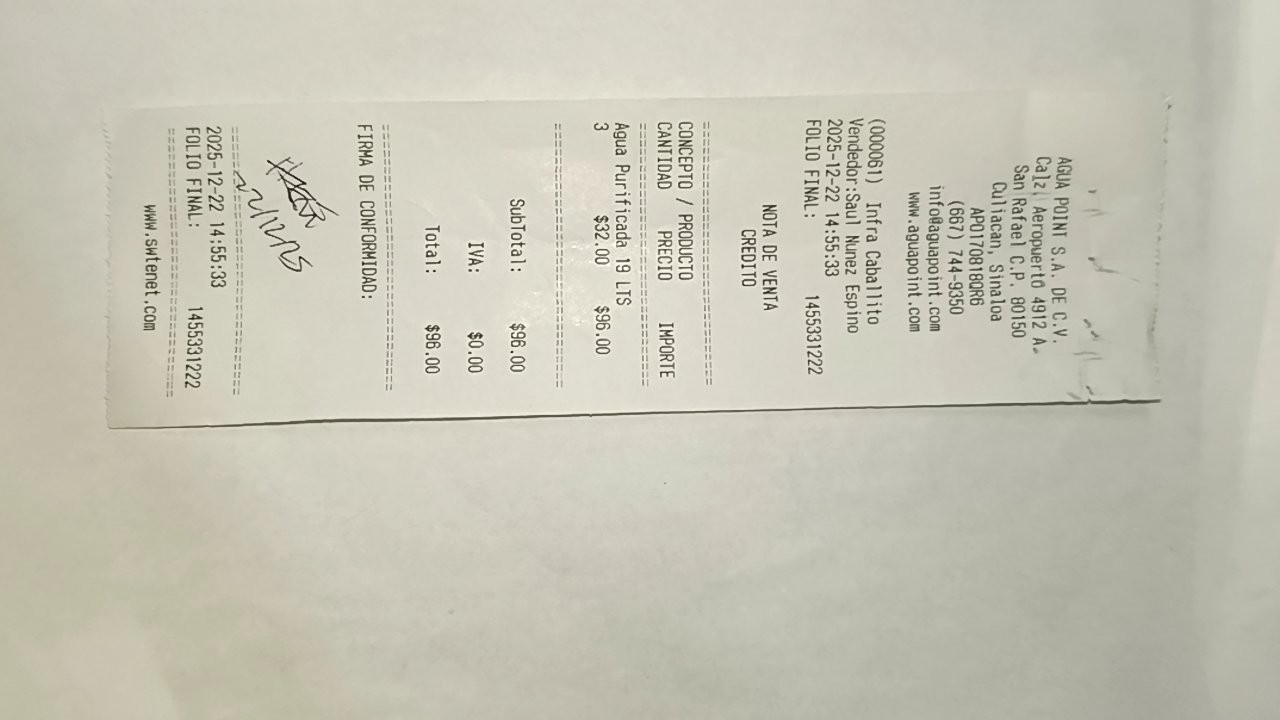 AGUA POINT S.A. DE C.V.
Calz. Aeropuerto 4912 A.
San Rafael C.P. 80150
Culiacan, Sinaloa
APO170818QR6
(667) 744-9350
info@aguapoint.com
www.aguapoint.com
(000061) Infra Caballito
Vendedor:Saul Nunez Espino
2025-12-22 14:55:33
FOLIO FINAL: 1455331222
NOTA DE VENTA
CREDITO
=================================
CONCEPTO / PRODUCTO
CANTIDAD PRECIO IMPORTE
=================================
Agua Purificada 19 LTS
3 $32.00 $96.00
=================================
SubTotal: $96.00
IVA: $0.00
Total: $96.00
=================================
FIRMA DE CONFORMIDAD:
=================================
2025-12-22 14:55:33
FOLIO FINAL: 1455331222
=================================
www.swtenet.com